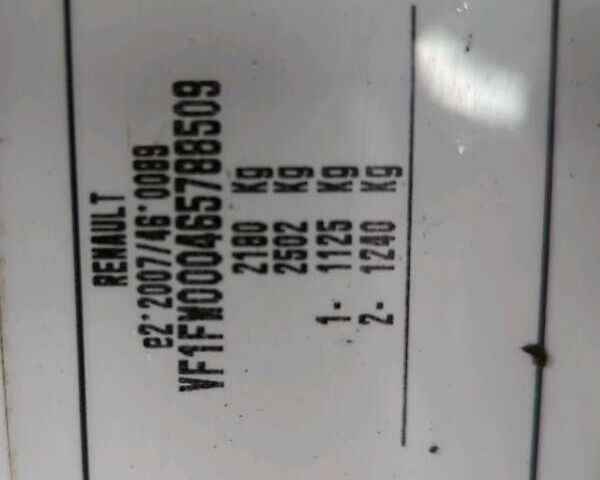 RENAULT
e2*2007/46*0089
VF1FW000465788509
2180 Kg
2502 Kg
1- 1125 Kg
2- 1240 Kg